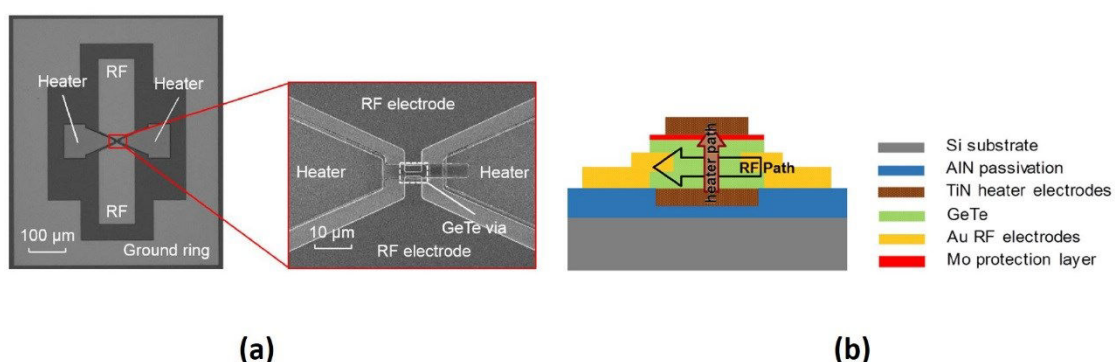 RF
Heater
Heater
RF
100 µm
Ground ring
RF electrode
Heater
Heater
GeTe via
10 µm
RF electrode
heater path
RF Path
Si substrate
AlN passivation
TiN heater electrodes
GeTe
Au RF electrodes
Mo protection layer
(a)
(b)